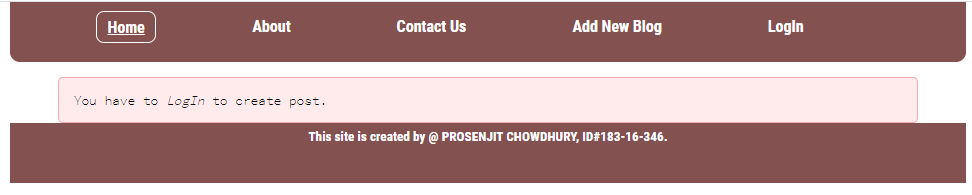 Home About Contact Us Add New Blog LogIn
You have to LogIn to create post.
This site is created by @ PROSENJIT CHOWDHURY, ID#183-16-346.